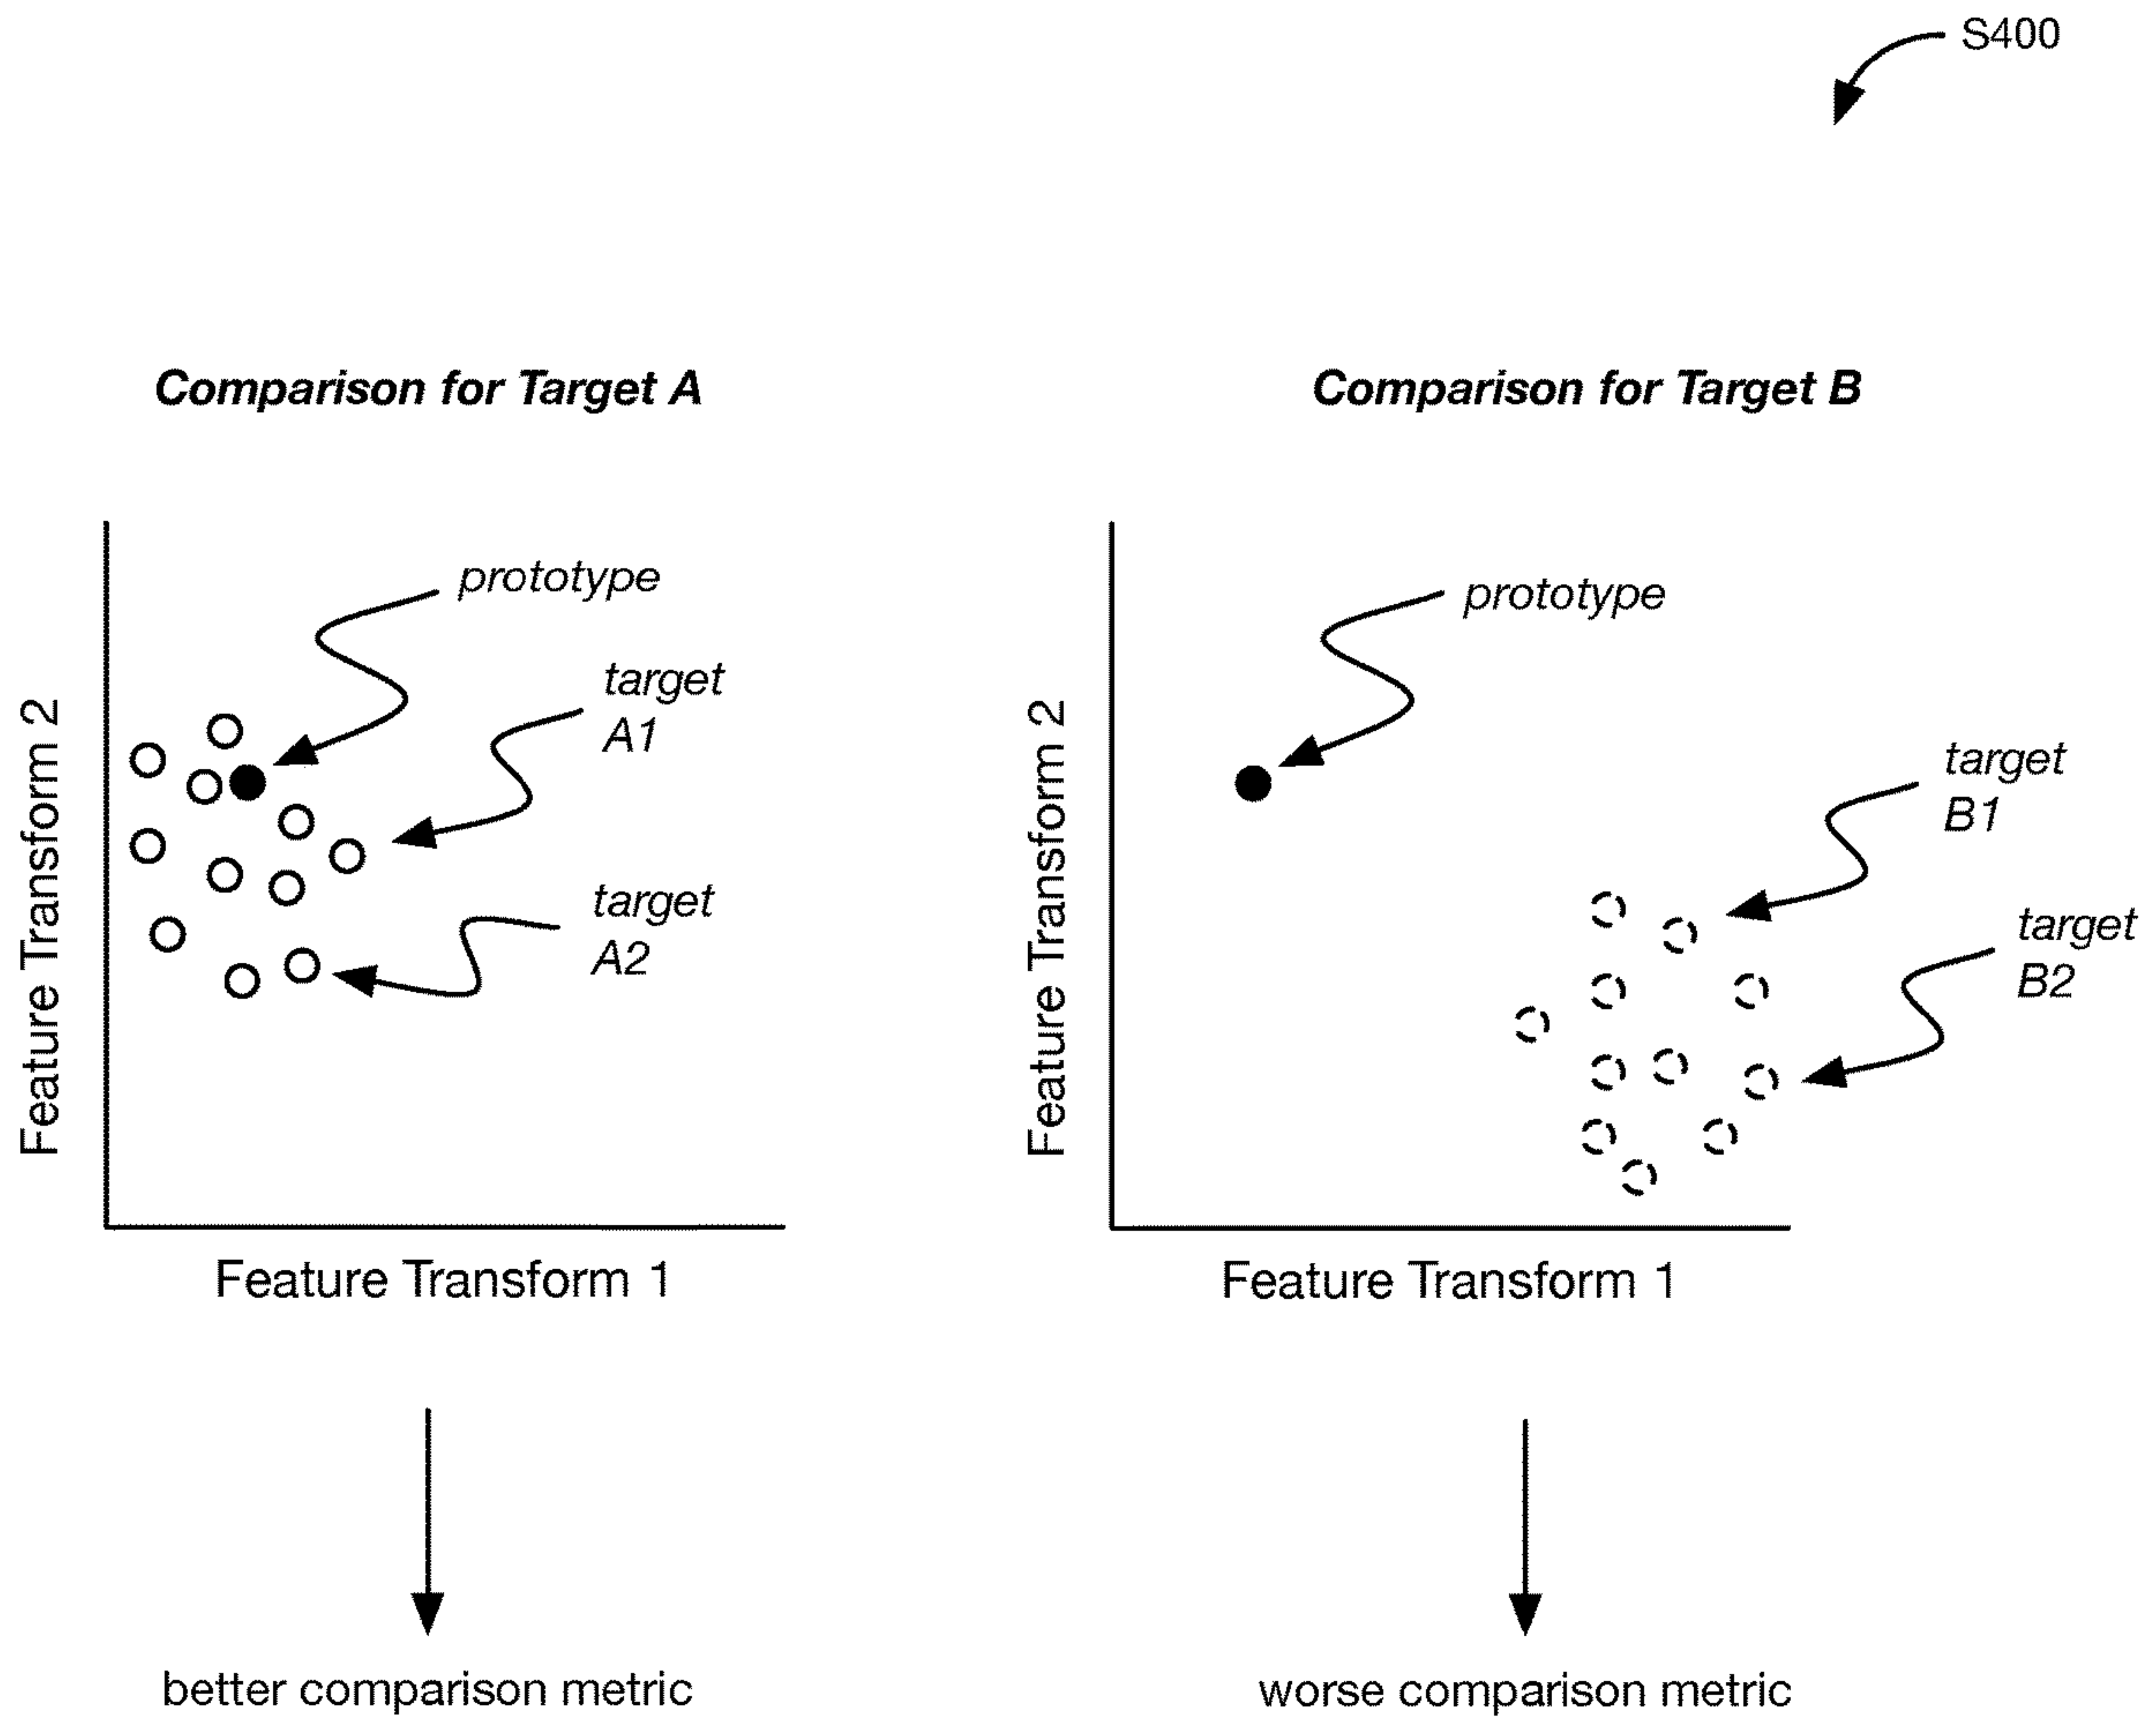 S400
Comparison for Target A
Comparison for Target B
Feature Transform 2
prototype
target
A1
target
A2
Feature Transform 1
Feature Transform 2
prototype
target
B1
target
B2
Feature Transform 1
better comparison metric
worse comparison metric